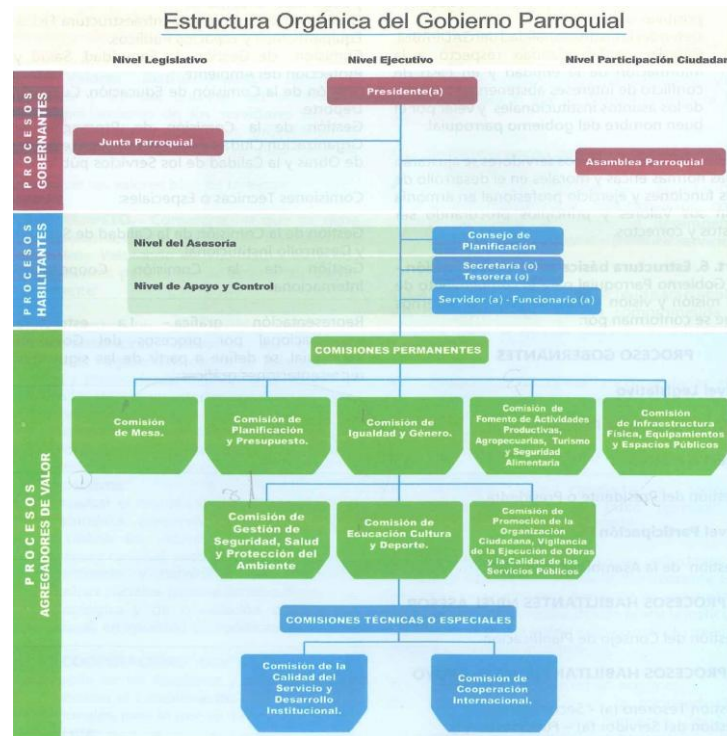 Estructura Orgánica del Gobierno Parroquial
Nivel Legislativo
Nivel Ejecutivo
Nivel Participación Ciudadan
PROCESOS
GOBERNANTES
Presidente(a)
Junta Parroquial
Asamblea Parroquial
PROCESOS
HABILITANTES
Nivel del Asesoría
Consejo de
Planificación
Secretaria (o)
Tesorera (o)
Nivel de Apoyo y Control
Servidor (a) - Funcionario (a)
PROCESOS
AGREGADORES DE VALOR
COMISIONES PERMANENTES
Comisión
de Mesa.
Comisión de
Planificación
y Presupuesto.
Comisión de
Igualdad y Género.
Comisión de
Fomento de Actividades
Productivas,
Agropecuarias, Turismo
y Seguridad
Alimentaria
Comisión
de Infraestructura
Física, Equipamientos
y Espacios Públicos
Comisión de
Gestión de
Seguridad, Salud
y Protección del
Ambiente
Comisión de
Educación Cultura
y Deporte.
Comisión de
Promoción de la
Organización
Ciudadana, Vigilancia
de la Ejecución de Obras
y la Calidad de los
Servicios Públicos
COMISIONES TÉCNICAS O ESPECIALES
Comisión de la
Calidad del
Servicio y
Desarrollo
Institucional.
Comisión de
Cooperación
Internacional.